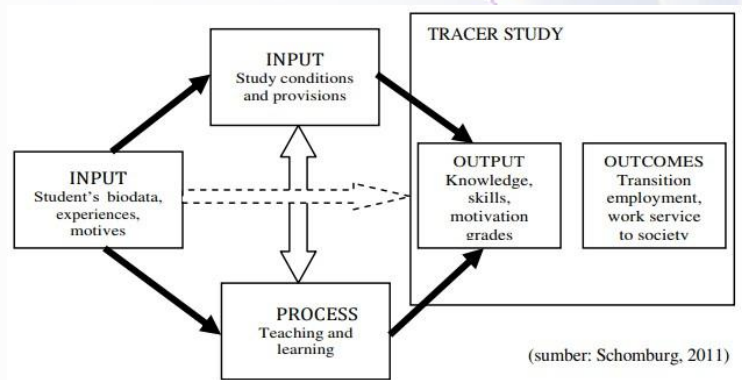 TRACER STUDY
INPUT
Study conditions
and provisions
INPUT
Student's biodata,
experiences,
motives
OUTPUT
Knowledge,
skills,
motivation
grades
OUTCOMES
Transition
employment,
work service
to society
PROCESS
Teaching and
learning
(sumber: Schomburg, 2011)